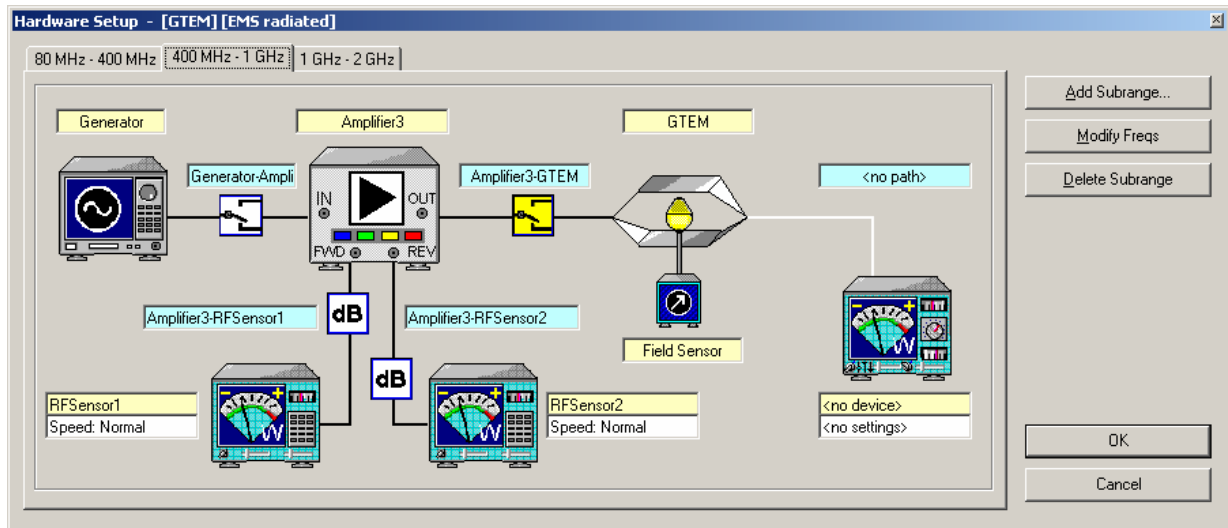 Hardware Setup - [GTEM] [EMS radiated]
80 MHz - 400 MHz
400 MHz - 1 GHz
1 GHz - 2 GHz
Add Subrange...
Modify Freqs
Delete Subrange
Generator
Amplifier3
GTEM
Generator-Ampli
Amplifier3-GTEM
<no path>
IN
OUT
FWD
REV
Amplifier3-RFSensor1
dB
Amplifier3-RFSensor2
dB
Field Sensor
RFSensor1
Speed: Normal
RFSensor2
Speed: Normal
<no device>
<no settings>
OK
Cancel